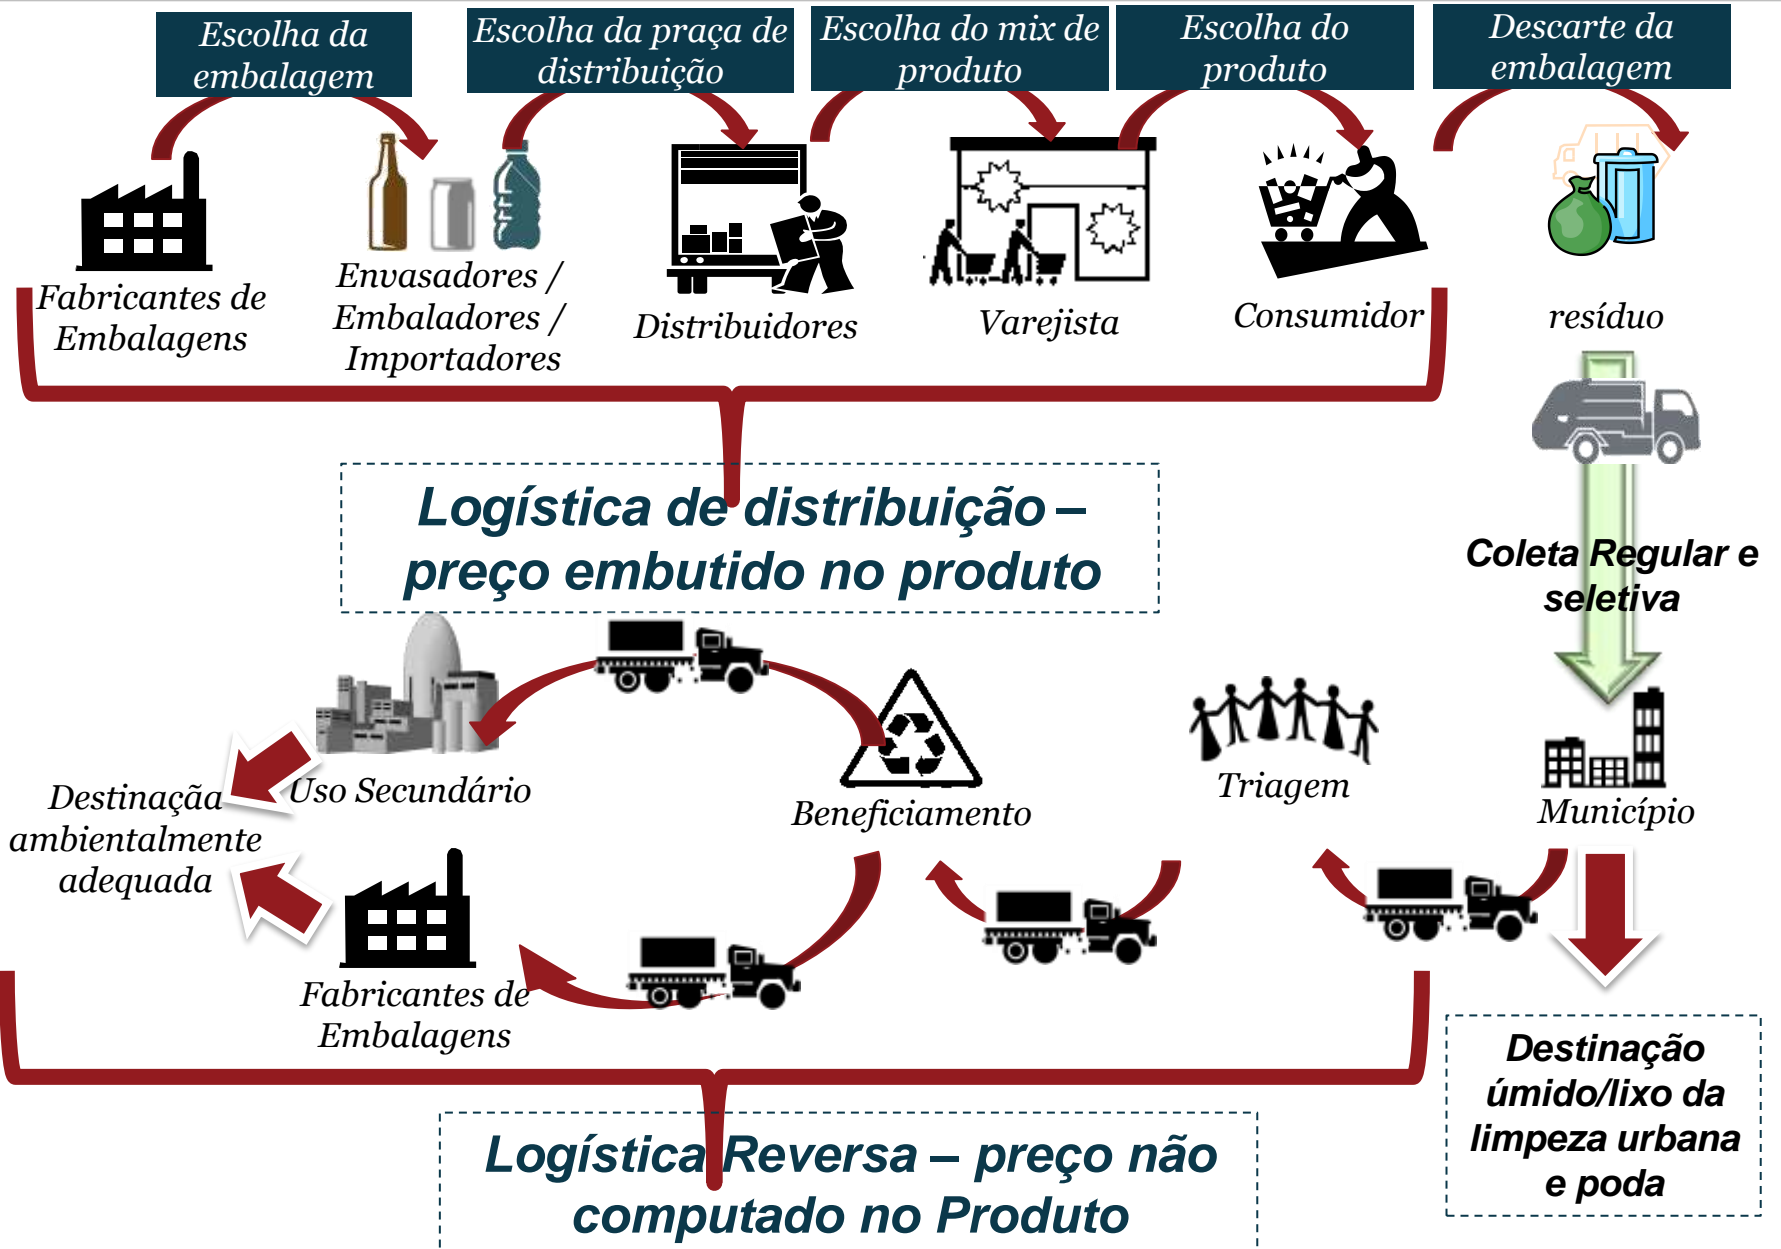 Escolha da
embalagem
Escolha da praça de
distribuição
Escolha do mix de
produto
Escolha do
produto
Descarte da
embalagem
Fabricantes de
Embalagens
Envasadores /
Embaladores /
Importadores
Distribuidores
Varejista
Consumidor
resíduo
Logística de distribuição –
preço embutido no produto
Coleta Regular e
seletiva
Destinaçãa
ambientalmente
adequada
Uso Secundário
Beneficiamento
Triagem
Município
Fabricantes de
Embalagens
Logística Reversa – preço não
computado no Produto
Destinação
úmido/lixo da
limpeza urbana
e poda